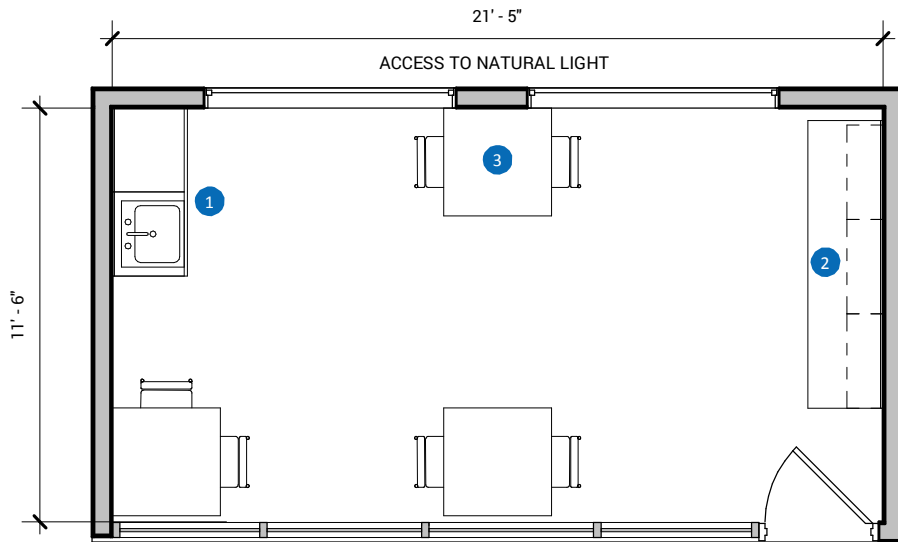 21' - 5"
ACCESS TO NATURAL LIGHT
3
1
2
11' - 6"